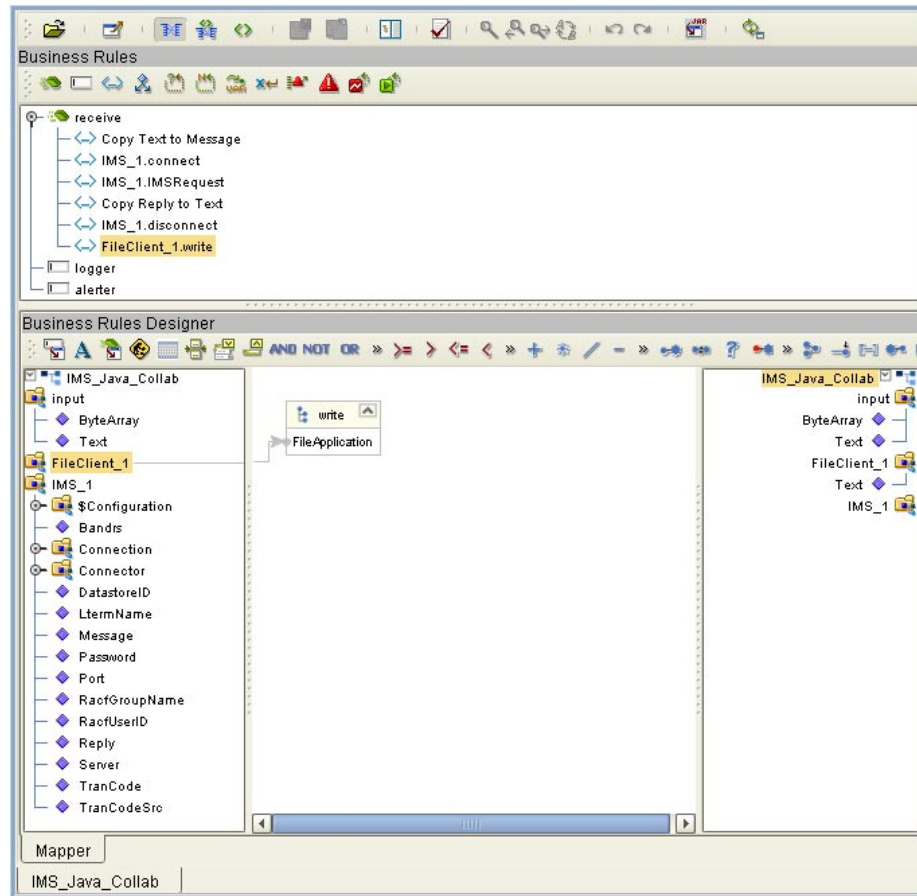 JAR
Business Rules
receive
Copy Text to Message
IMS_1.connect
IMS_1.IMSRequest
Copy Reply to Text
IMS_1.disconnect
FileClient_1.write
logger
alerter
Business Rules Designer
A AND NOT OR » >= > <= < » + * / - » ? » [--]
IMS_Java_Collab
input
ByteArray
Text
FileClient_1
IMS_1
$Configuration
Bandrs
Connection
Connector
DatastoreID
LtermName
Message
Password
Port
RacfGroupName
RacfUserID
Reply
Server
TranCode
TranCodeSrc
write
FileApplication
IMS_Java_Collab
input
ByteArray
Text
FileClient_1
Text
IMS_1
Mapper
IMS_Java_Collab